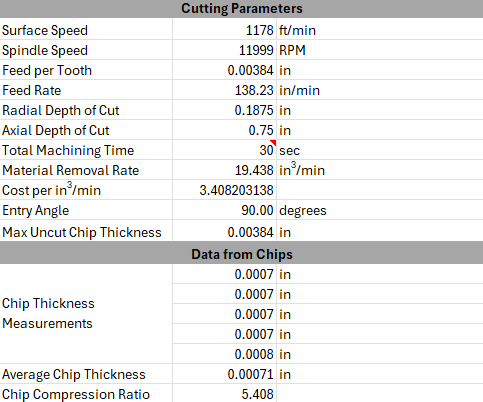 Cutting Parameters
Surface Speed 1178 ft/min
Spindle Speed 11999 RPM
Feed per Tooth 0.00384 in
Feed Rate 138.23 in/min
Radial Depth of Cut 0.1875 in
Axial Depth of Cut 0.75 in
Total Machining Time 30 sec
Material Removal Rate 19.438 in³/min
Cost per in³/min 3.408203138
Entry Angle 90.00 degrees
Max Uncut Chip Thickness 0.00384 in
Data from Chips
Chip Thickness
Measurements
0.0007 in
0.0007 in
0.0007 in
0.0007 in
0.0008 in
Average Chip Thickness 0.00071 in
Chip Compression Ratio 5.408